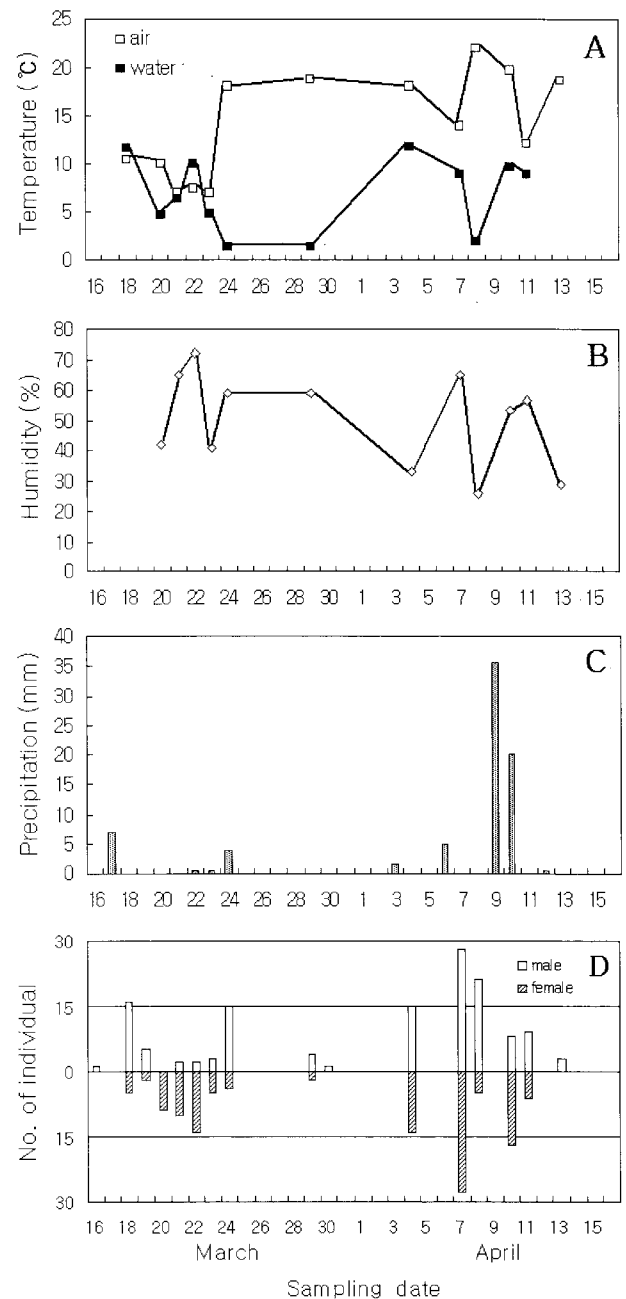 A
□ air
■ water
Temperature (℃)
25
20
15
10
5
0
16 18 20 22 24 26 28 30 1 3 5 7 9 11 13 15
B
Humidity (%)
80
70
60
50
40
30
20
10
0
16 18 20 22 24 26 28 30 1 3 5 7 9 11 13 15
C
Precipitation (mm)
40
35
30
25
20
15
10
5
0
16 18 20 22 24 26 28 30 1 3 5 7 9 11 13 15
D
male
female
No. of individual
30
15
0
15
30
16 18 20 22 24 26 28 30 1 3 5 7 9 11 13 15
March April
Sampling date